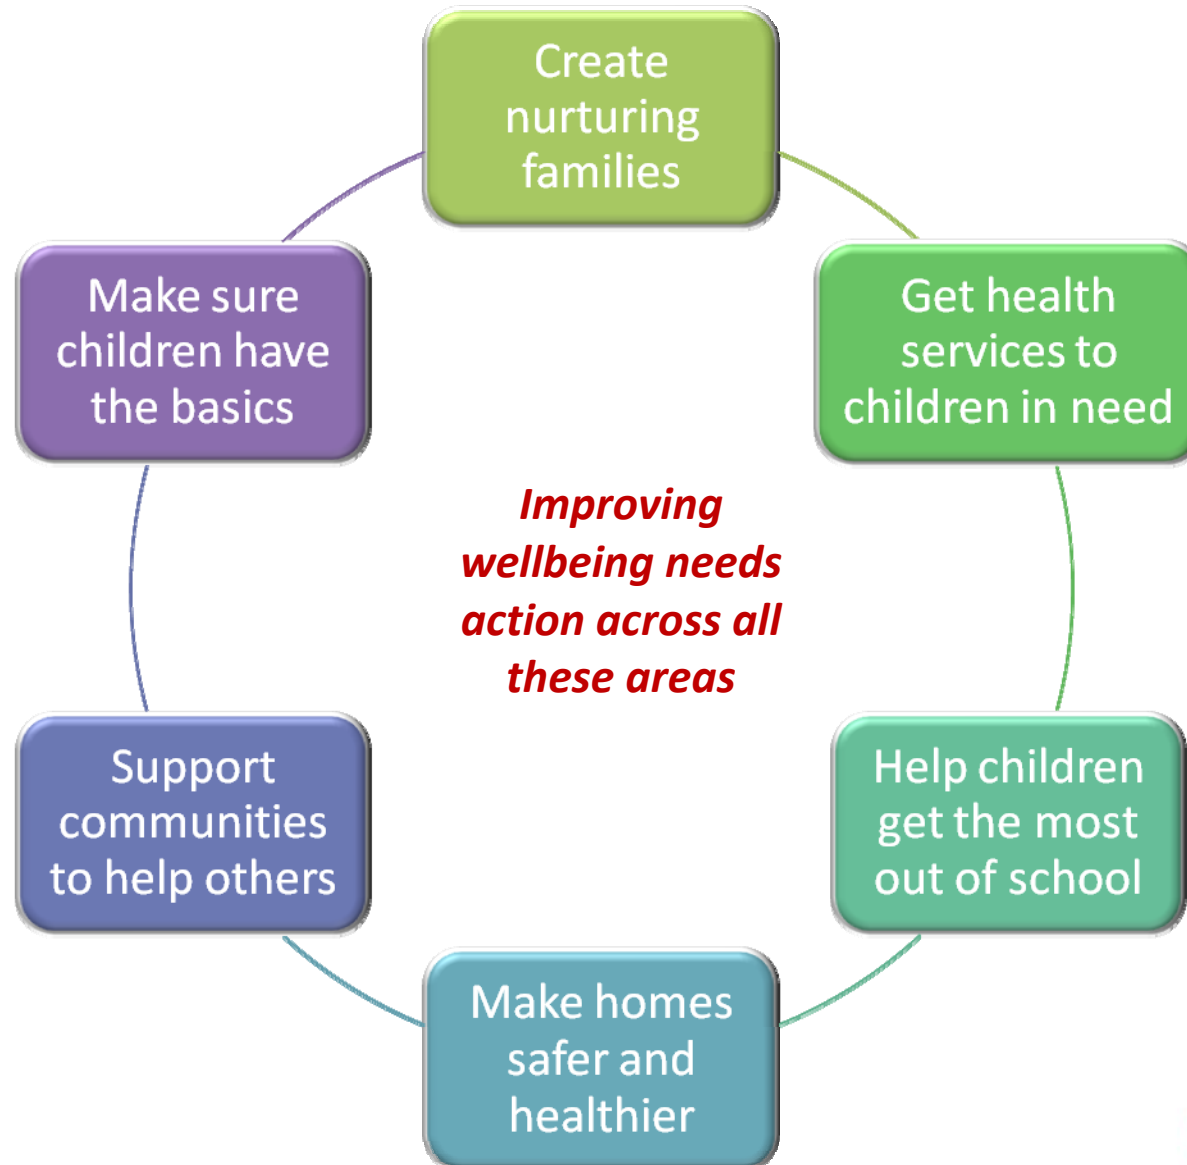 Create
nurturing
families
Get health
services to
children in need
Help children
get the most
out of school
Make homes
safer and
healthier
Support
communities
to help others
Make sure
children have
the basics
Improving
wellbeing needs
action across all
these areas